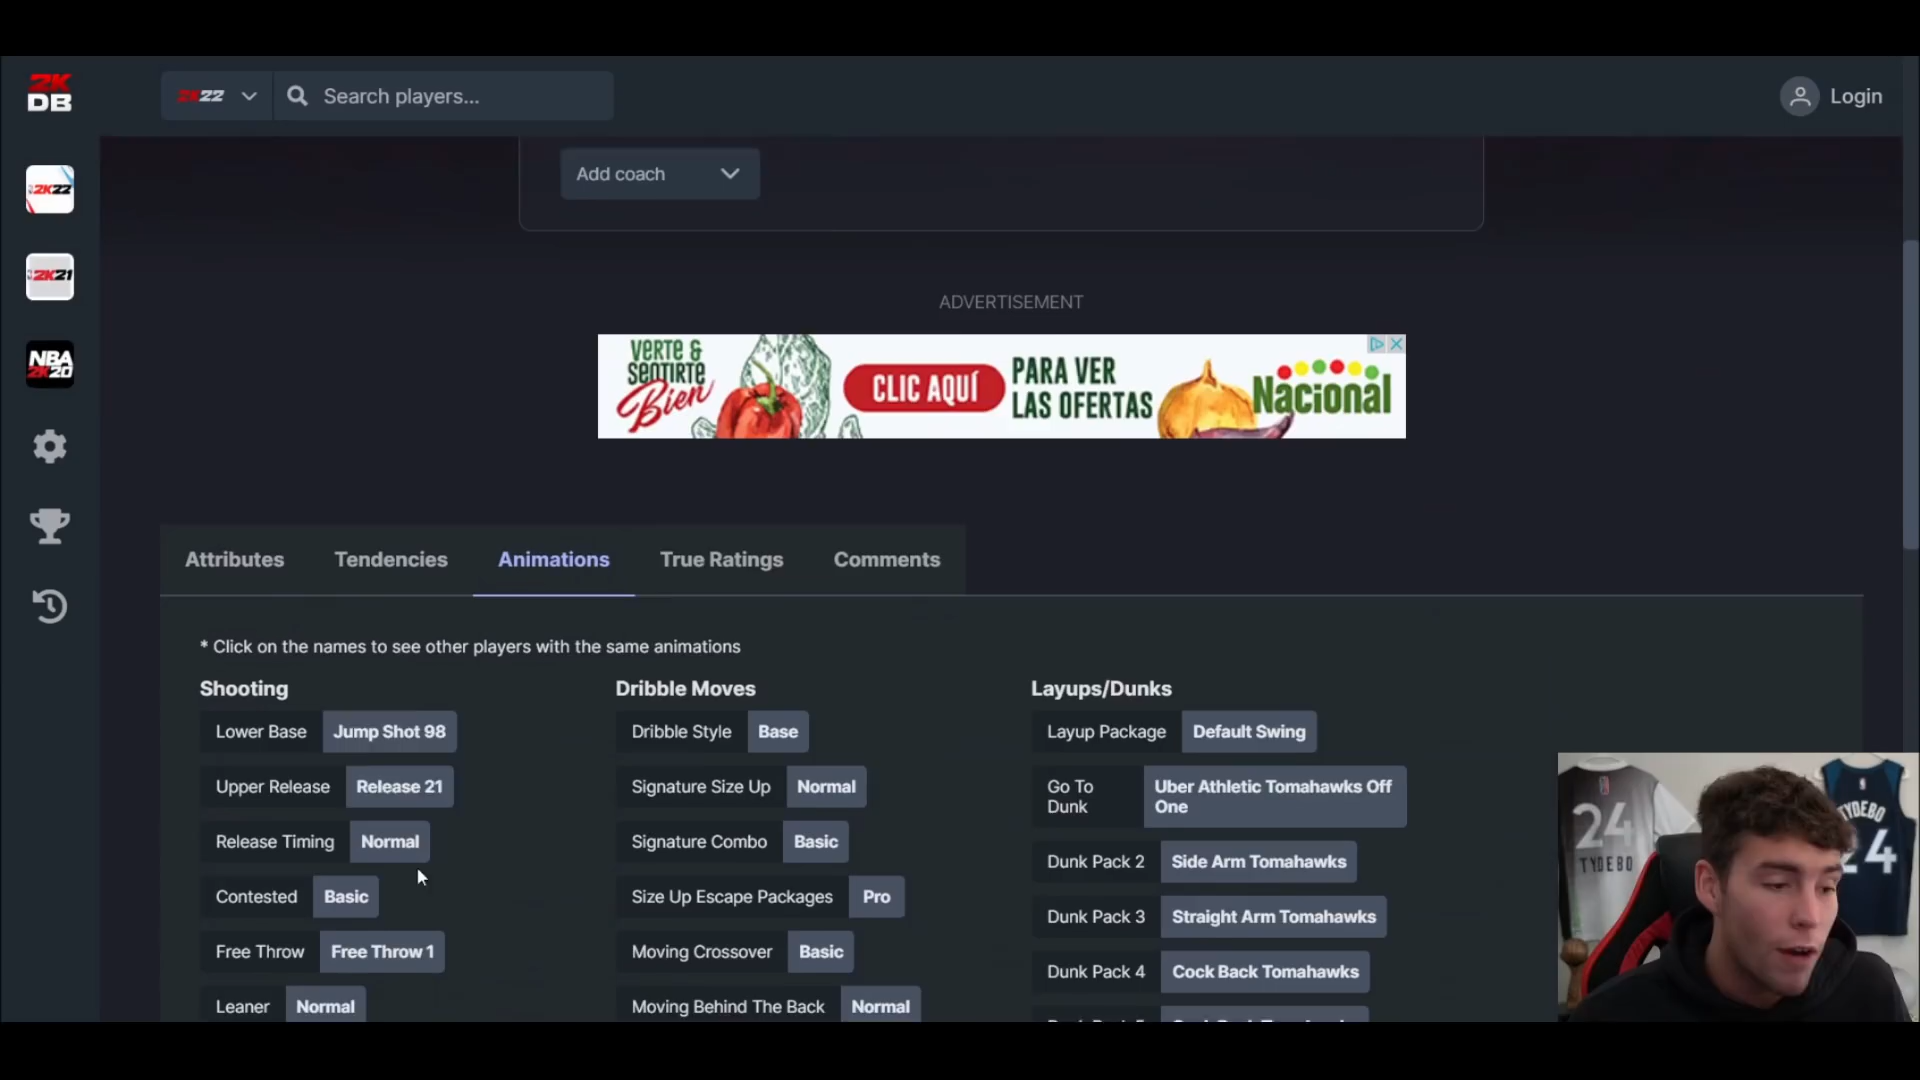 2K
DB
2K22
Search players...
Login
2K22
2K21
NBA
2K20
Add coach
ADVERTISEMENT
VERTE &
SENTIRTE
Bien
CLIC AQUÍ
PARA VER
LAS OFERTAS
Nacional
Attributes
Tendencies
Animations
True Ratings
Comments
* Click on the names to see other players with the same animations
Shooting
Lower Base Jump Shot 98
Upper Release Release 21
Release Timing Normal
Contested Basic
Free Throw Free Throw 1
Leaner Normal
Dribble Moves
Dribble Style Base
Signature Size Up Normal
Signature Combo Basic
Size Up Escape Packages Pro
Moving Crossover Basic
Moving Behind The Back Normal
Layups/Dunks
Layup Package Default Swing
Go To
Dunk
Uber Athletic Tomahawks Off
One
Dunk Pack 2 Side Arm Tomahawks
Dunk Pack 3 Straight Arm Tomahawks
Dunk Pack 4 Cock Back Tomahawks
24
TYDEBO
TYDEBO
24